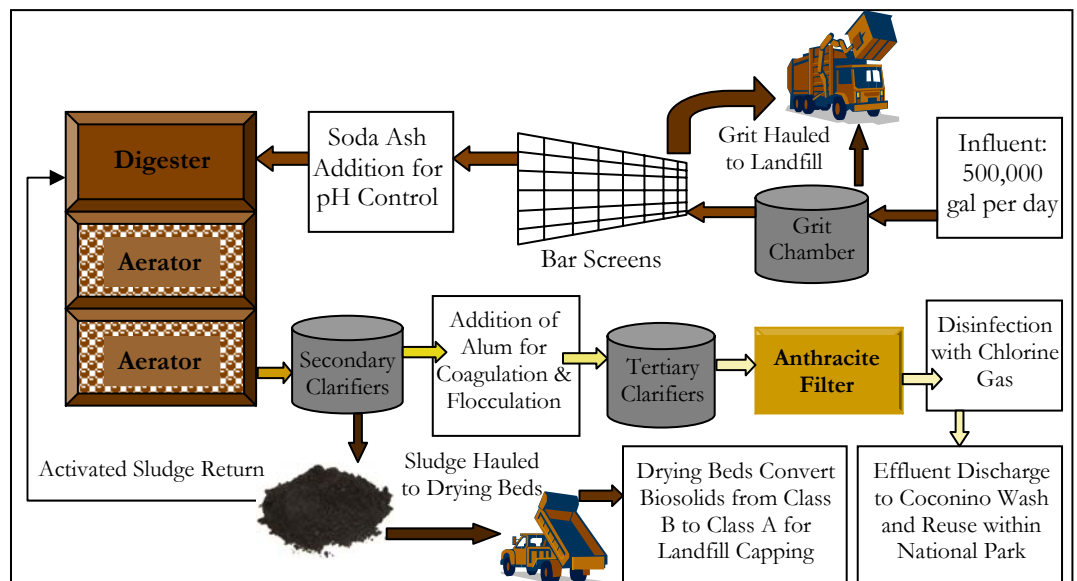 Digester
Aerator
Aerator
Soda Ash
Addition for
pH Control
Bar Screens
Grit Hauled
to Landfill
Grit
Chamber
Influent:
500,000
gal per day
Secondary
Clarifiers
Addition of
Alum for
Coagulation &
Flocculation
Tertiary
Clarifiers
Anthracite
Filter
Disinfection
with Chlorine
Gas
Activated Sludge Return
Sludge Hauled
to Drying Beds
Drying Beds Convert
Biosolids from Class
B to Class A for
Landfill Capping
Effluent Discharge
to Coconino Wash
and Reuse within
National Park